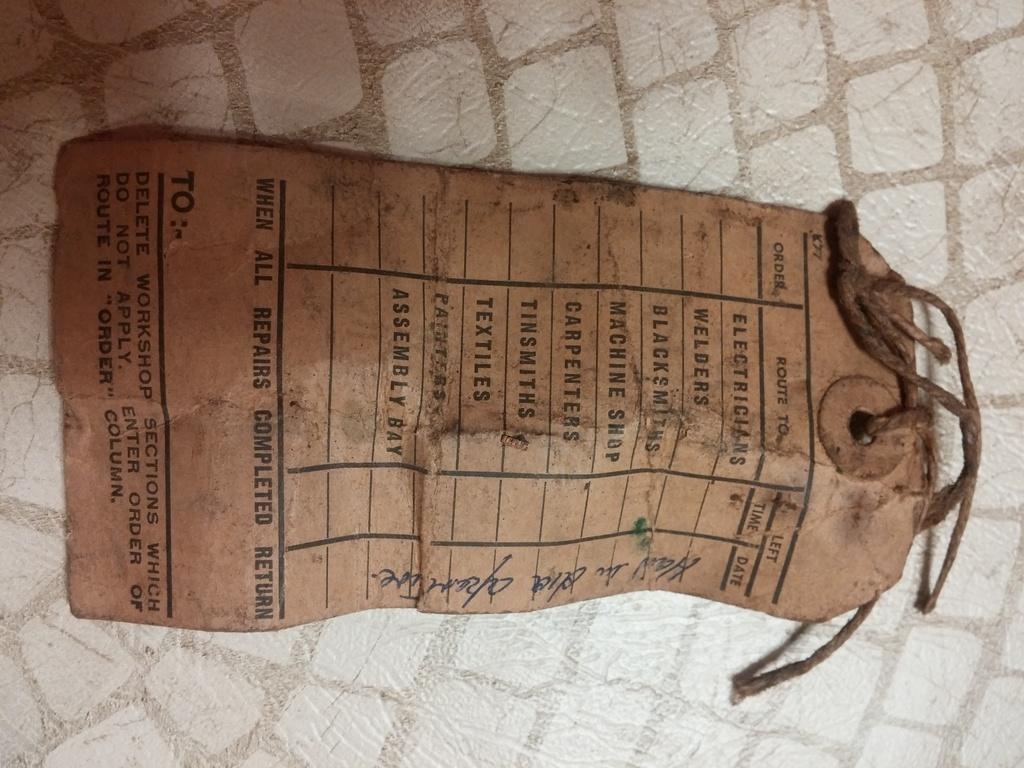 K77
ORDER ROUTE TO LEFT
TIME DATE
ELECTRICIANS
WELDERS
BLACKSMITHS
MACHINE SHOP
CARPENTERS
TINSMITHS
TEXTILES
PAINTERS
ASSEMBLY BAY
WHEN ALL REPAIRS COMPLETED RETURN
TO:-
DELETE WORKSHOP SECTIONS WHICH
DO NOT APPLY. ENTER ORDER OF
ROUTE IN "ORDER" COLUMN.